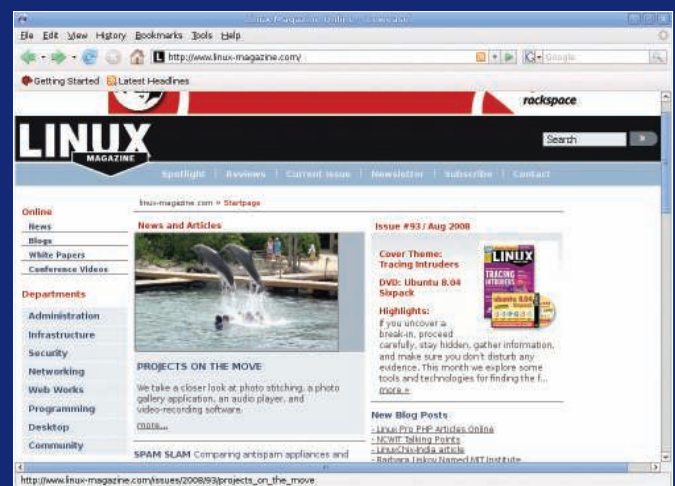 Linux Magazine Online - Iceweasel
File Edit View History Bookmarks Tools Help
http://www.linux-magazine.com/
Google
Getting Started Latest Headlines
rackspace
LINUX
MAGAZINE
Search
Spotlight Reviews Current Issue Newsletter Subscribe Contact
linux-magazine.com » Startpage
Online
News
Blogs
White Papers
Conference Videos
Departments
Administration
Infrastructure
Security
Networking
Web Works
Programming
Desktop
Community
News and Articles
PROJECTS ON THE MOVE
We take a closer look at photo stitching, a photo
gallery application, an audio player, and
video-recording software.
more...
SPAM SLAM Comparing antispam appliances and
Issue #93 / Aug 2008
Cover Theme:
Tracing Intruders
DVD: Ubuntu 8.04
Sixpack
Highlights:
If you uncover a
break-in, proceed
carefully, stay hidden, gather information,
and make sure you don't disturb any
evidence. This month we explore some
tools and technologies for finding the f...
more »
LINUX
TRACING
INTRUDERS
ubuntu 8.04
New Blog Posts
- Linux Pro PHP Articles Online
- NCWIT Talking Points
- LinuxChix-India article
- Barbara Liskov Named MIT Institute
http://www.linux-magazine.com/issues/2008/93/projects_on_the_move